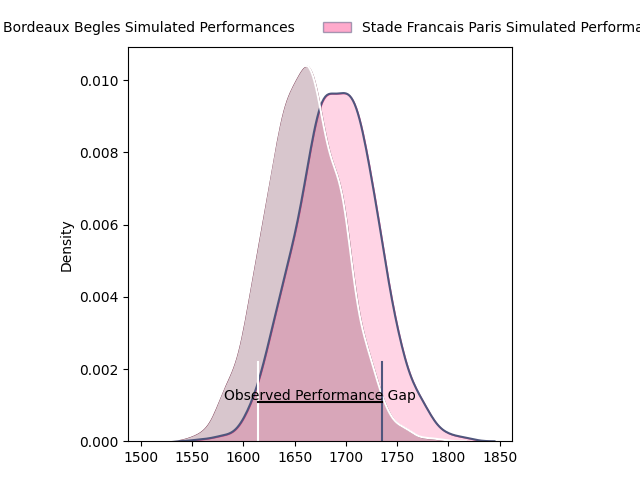 Bordeaux Begles Simulated Performances
Stade Francais Paris Simulated Performa
0.010
0.008
0.006
0.004
0.002
0.000
Density
Observed Performance Gap
1500 1550 1600 1650 1700 1750 1800 1850